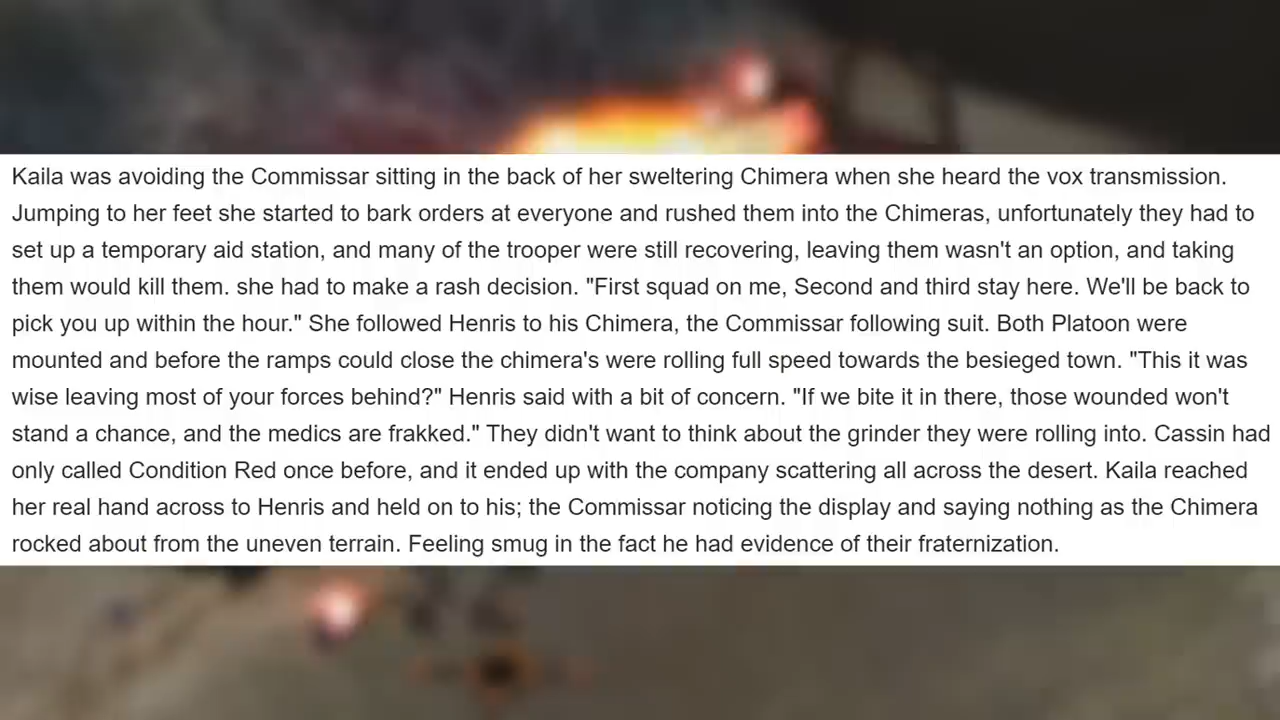 Kaila was avoiding the Commissar sitting in the back of her sweltering Chimera when she heard the vox transmission.
Jumping to her feet she started to bark orders at everyone and rushed them into the Chimeras, unfortunately they had to
set up a temporary aid station, and many of the trooper were still recovering, leaving them wasn't an option, and taking
them would kill them. she had to make a rash decision. "First squad on me, Second and third stay here. We'll be back to
pick you up within the hour." She followed Henris to his Chimera, the Commissar following suit. Both Platoon were
mounted and before the ramps could close the chimera's were rolling full speed towards the besieged town. "This it was
wise leaving most of your forces behind?" Henris said with a bit of concern. "If we bite it in there, those wounded won't
stand a chance, and the medics are frakked." They didn't want to think about the grinder they were rolling into. Cassin had
only called Condition Red once before, and it ended up with the company scattering all across the desert. Kaila reached
her real hand across to Henris and held on to his; the Commissar noticing the display and saying nothing as the Chimera
rocked about from the uneven terrain. Feeling smug in the fact he had evidence of their fraternization.